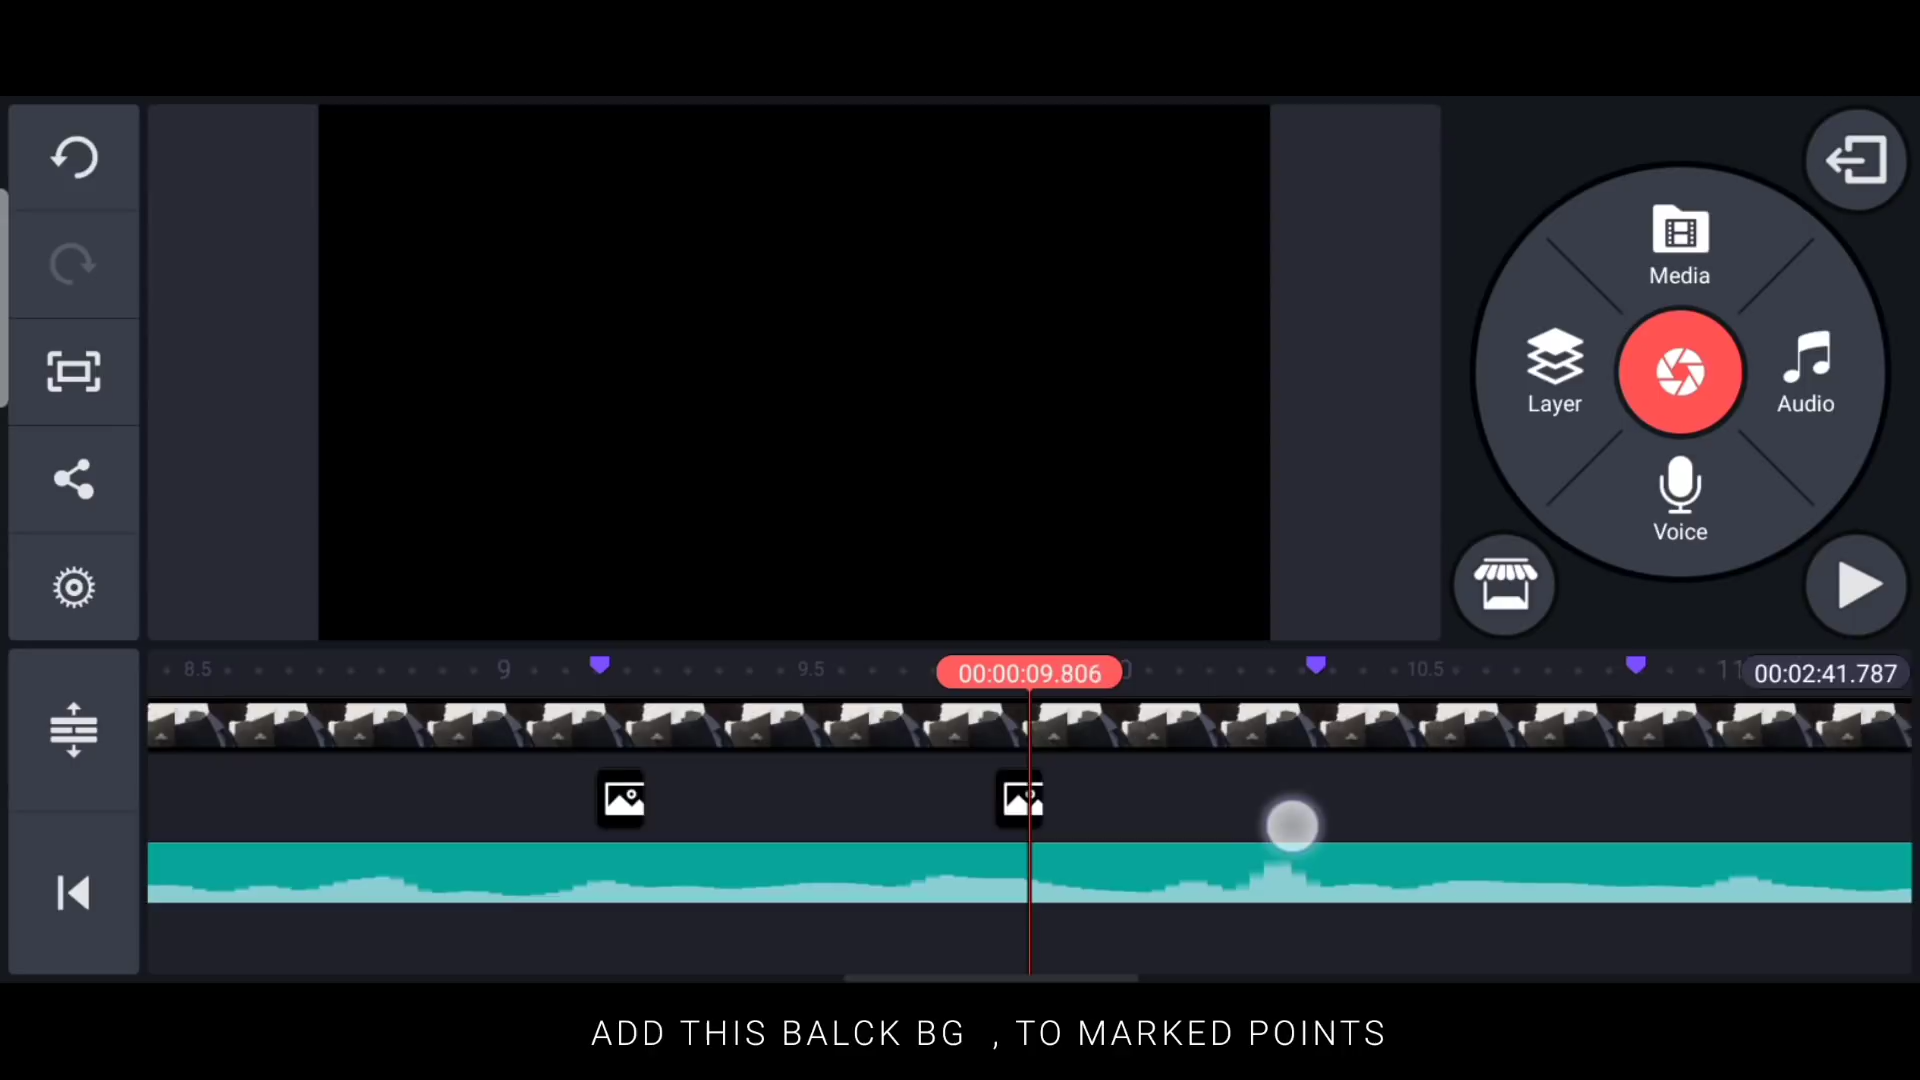 Media
Layer
Audio
Voice
8.5
9
9.5
00:00:09.806
10.5
11
00:02:41.787
ADD THIS BALCK BG , TO MARKED POINTS